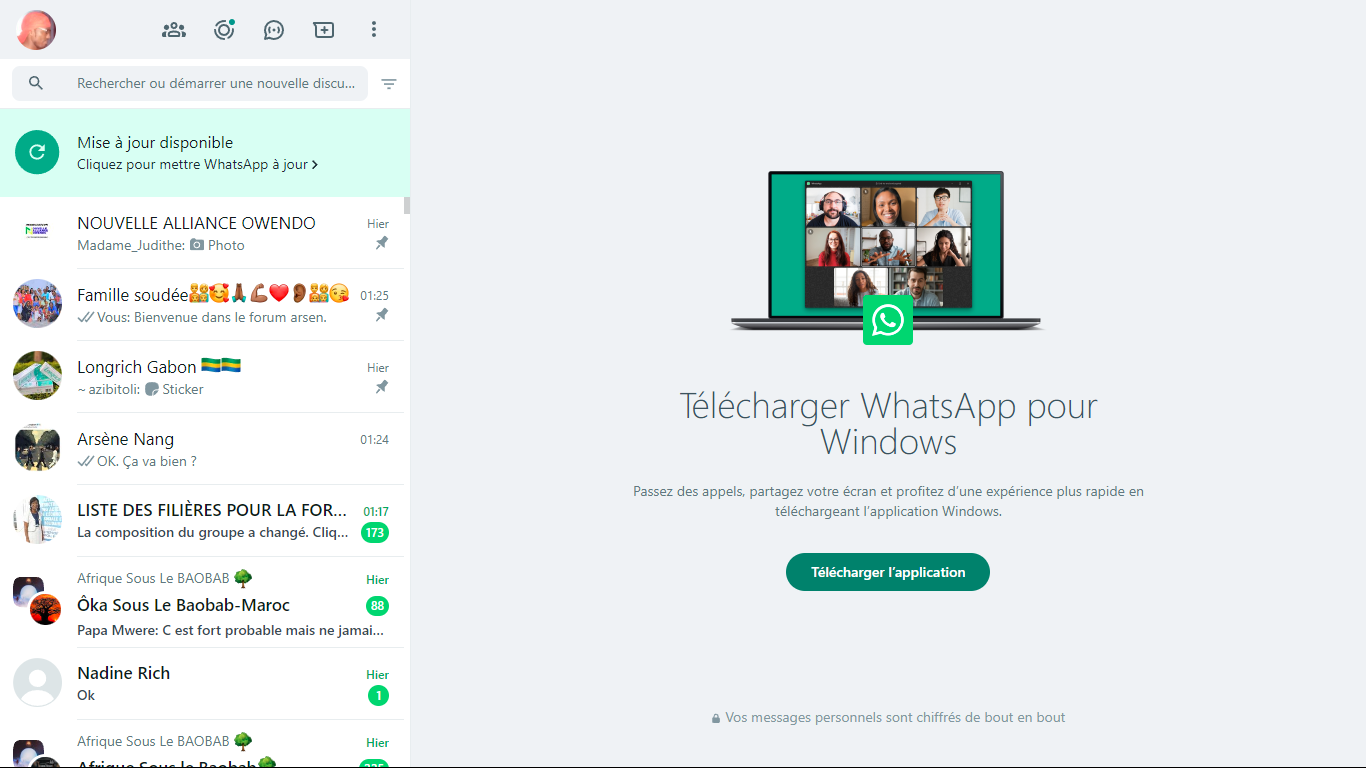 Rechercher ou démarrer une nouvelle discu...
Mise à jour disponible
Cliquez pour mettre WhatsApp à jour
NOUVELLE ALLIANCE OWENDO
Hier
Madame_Judithe: Photo
Famille soudée👨‍👩‍👧‍👦🥰🙏🏾💪🏾❤️👂🏾👨‍👩‍👧‍👦😘
01:25
Vous: Bienvenue dans le forum arsen.
Longrich Gabon 🇬🇦🇬🇦
Hier
~ azibitoli: Sticker
Arsène Nang
01:24
OK. Ça va bien ?
LISTE DES FILIÈRES POUR LA FOR...
01:17
La composition du groupe a changé. Cliq...
173
Afrique Sous Le BAOBAB 🌳
Hier
Ôka Sous Le Baobab-Maroc
88
Papa Mwere: C est fort probable mais ne jamai...
Nadine Rich
Hier
Ok
1
Afrique Sous Le BAOBAB 🌳
Hier
Afrique Sous le Baobab🌳
Télécharger WhatsApp pour
Windows
Passez des appels, partagez votre écran et profitez d’une expérience plus rapide en
téléchargeant l’application Windows.
Télécharger l’application
Vos messages personnels sont chiffrés de bout en bout